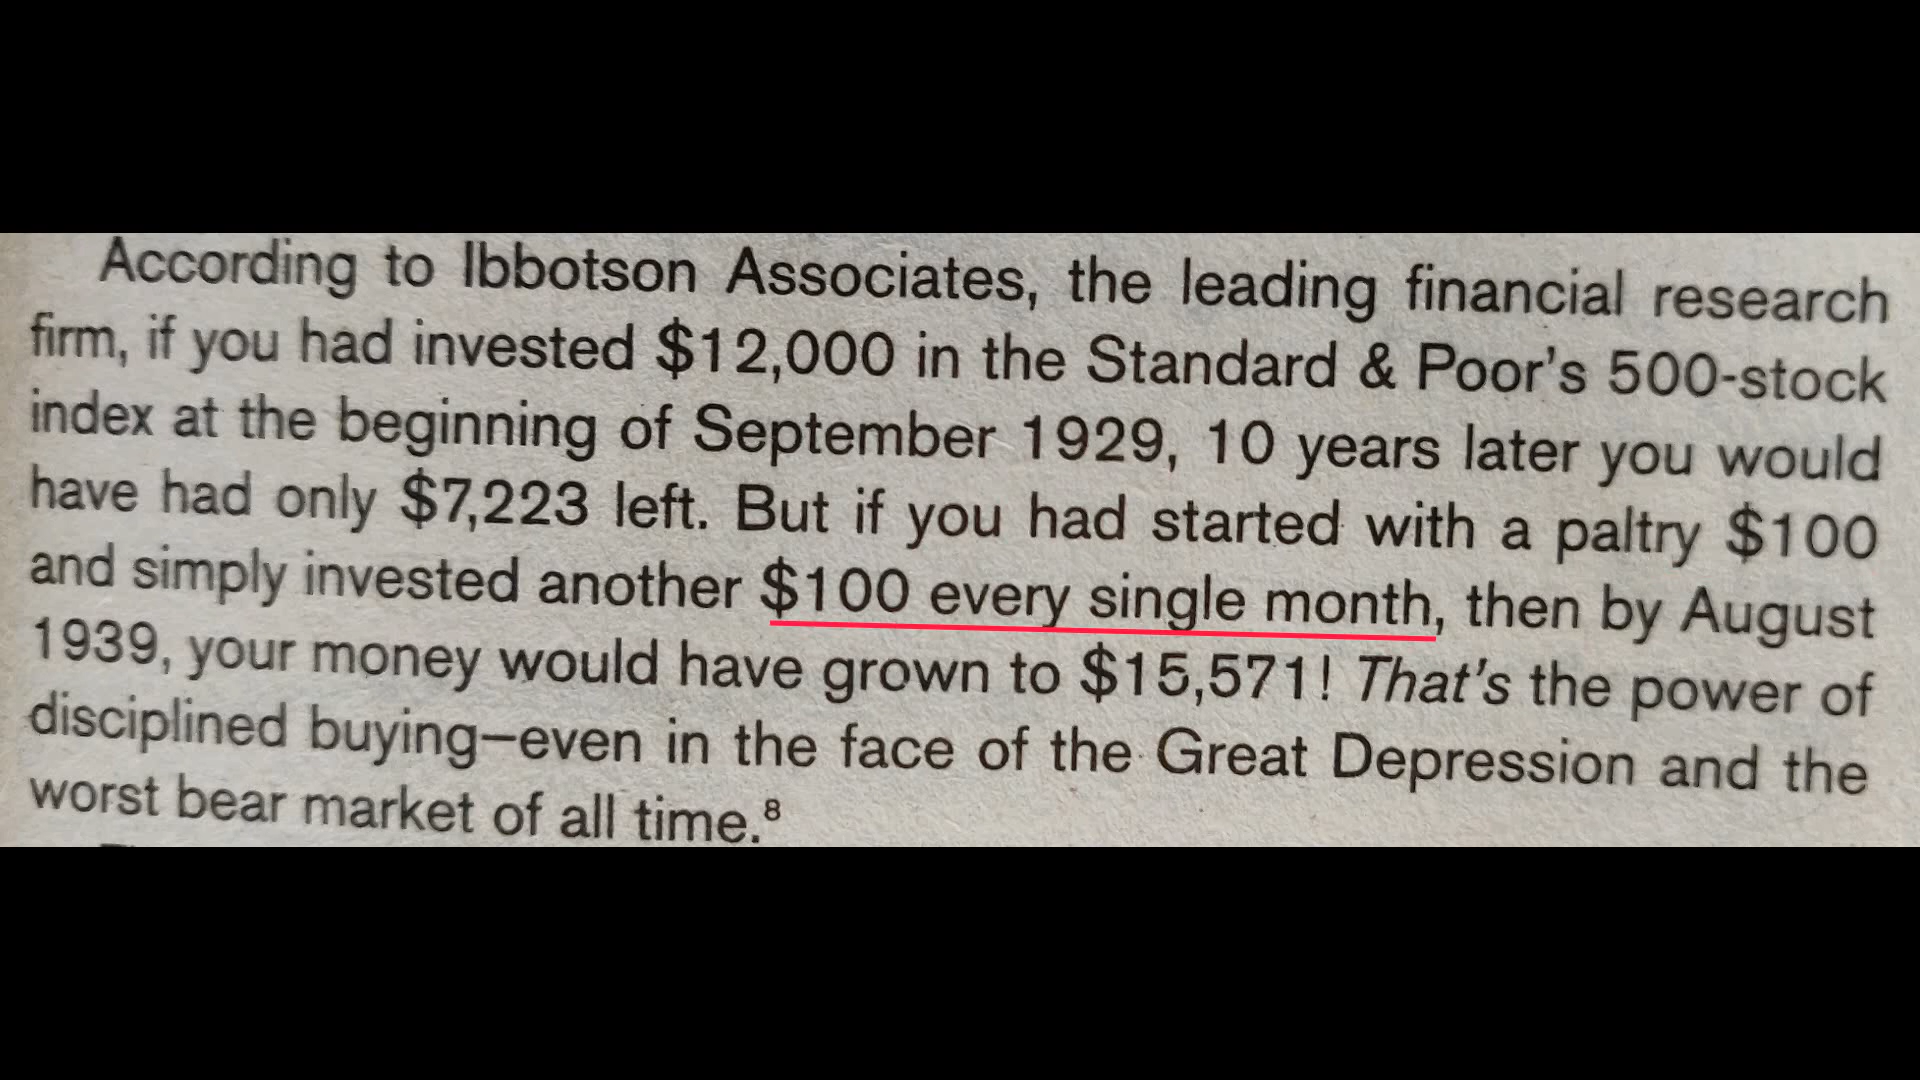 According to Ibbotson Associates, the leading financial research
firm, if you had invested $12,000 in the Standard & Poor's 500-stock
index at the beginning of September 1929, 10 years later you would
have had only $7,223 left. But if you had started with a paltry $100
and simply invested another $100 every single month, then by August
1939, your money would have grown to $15,571! That's the power of
disciplined buying—even in the face of the Great Depression and the
worst bear market of all time.⁸